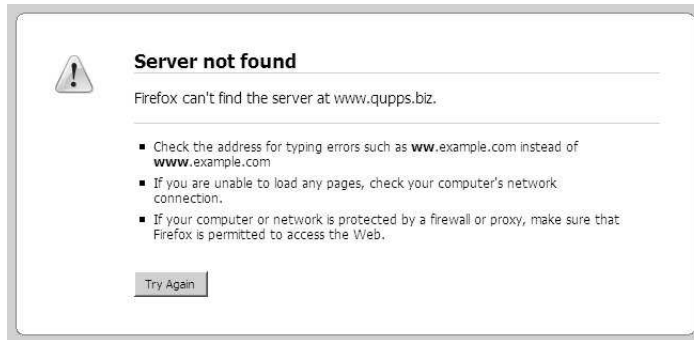 Server not found
Firefox can't find the server at www.qupps.biz.
Check the address for typing errors such as ww.example.com instead of
www.example.com
If you are unable to load any pages, check your computer's network
connection.
If your computer or network is protected by a firewall or proxy, make sure that
Firefox is permitted to access the Web.
Try Again